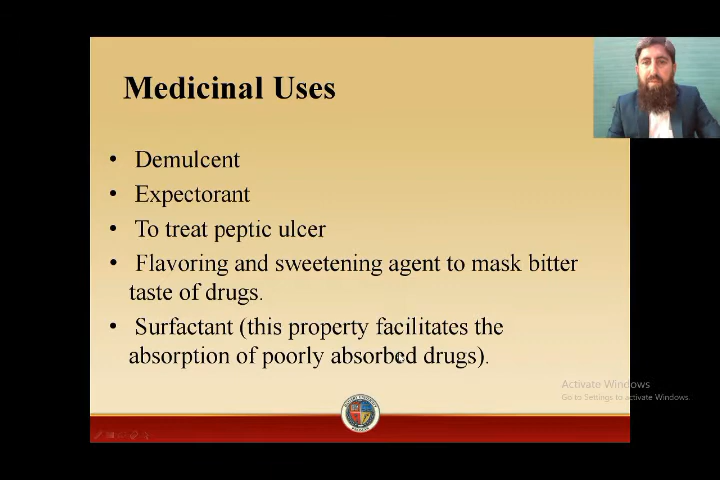 Medicinal Uses
• Demulcent
• Expectorant
• To treat peptic ulcer
• Flavoring and sweetening agent to mask bitter
taste of drugs.
• Surfactant (this property facilitates the
absorption of poorly absorbed drugs).
Activate Windows
Go to Settings to activate Windows.